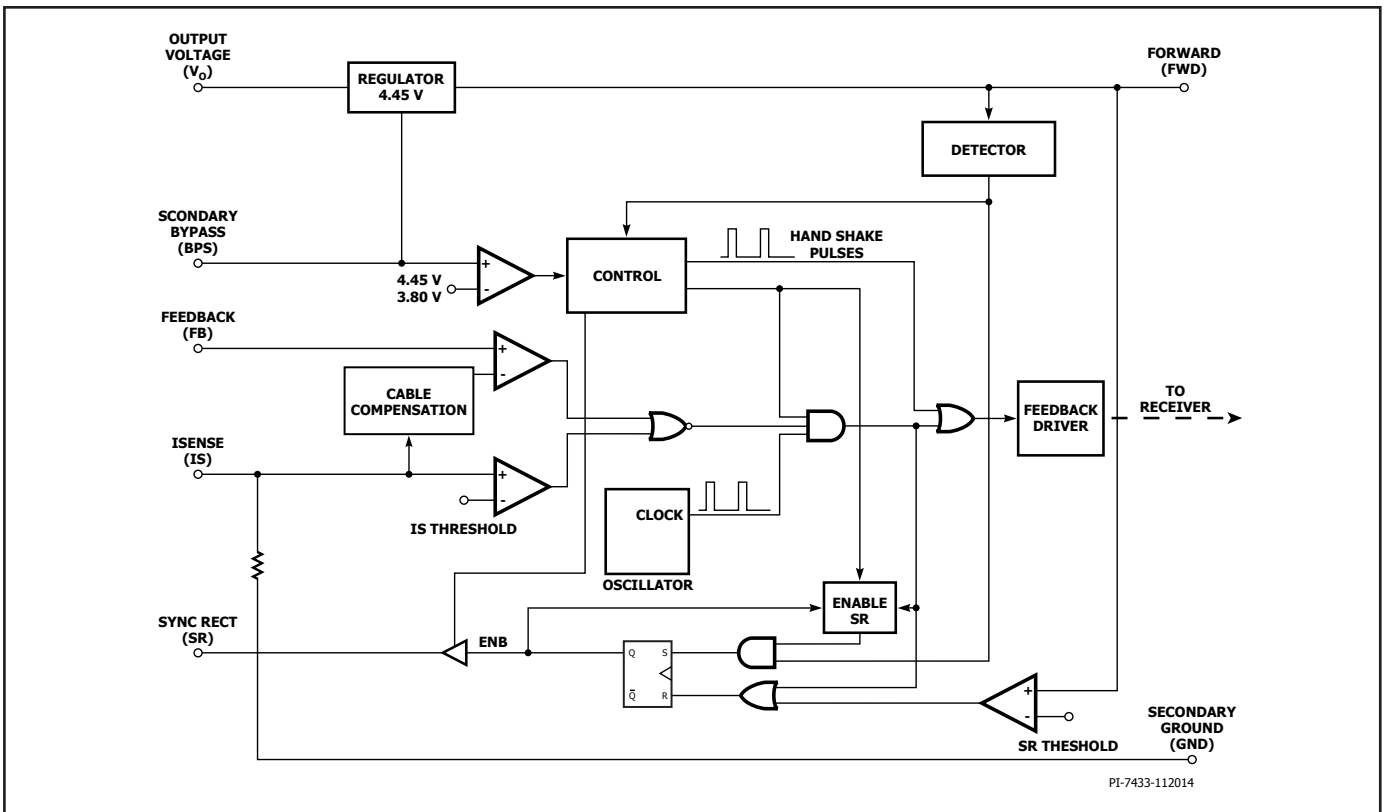 OUTPUT
VOLTAGE
(VO)
REGULATOR
4.45 V
FORWARD
(FWD)
DETECTOR
SCONDARY
BYPASS
(BPS)
+
-
4.45 V
3.80 V
CONTROL
HAND SHAKE
PULSES
FEEDBACK
(FB)
+
-
CABLE
COMPENSATION
FEEDBACK
DRIVER
TO
RECEIVER
ISENSE
(IS)
+
-
IS THRESHOLD
CLOCK
OSCILLATOR
ENABLE
SR
SYNC RECT
(SR)
ENB
Q
S
Q̅
R
+
-
SR THESHOLD
SECONDARY
GROUND
(GND)
PI-7433-112014